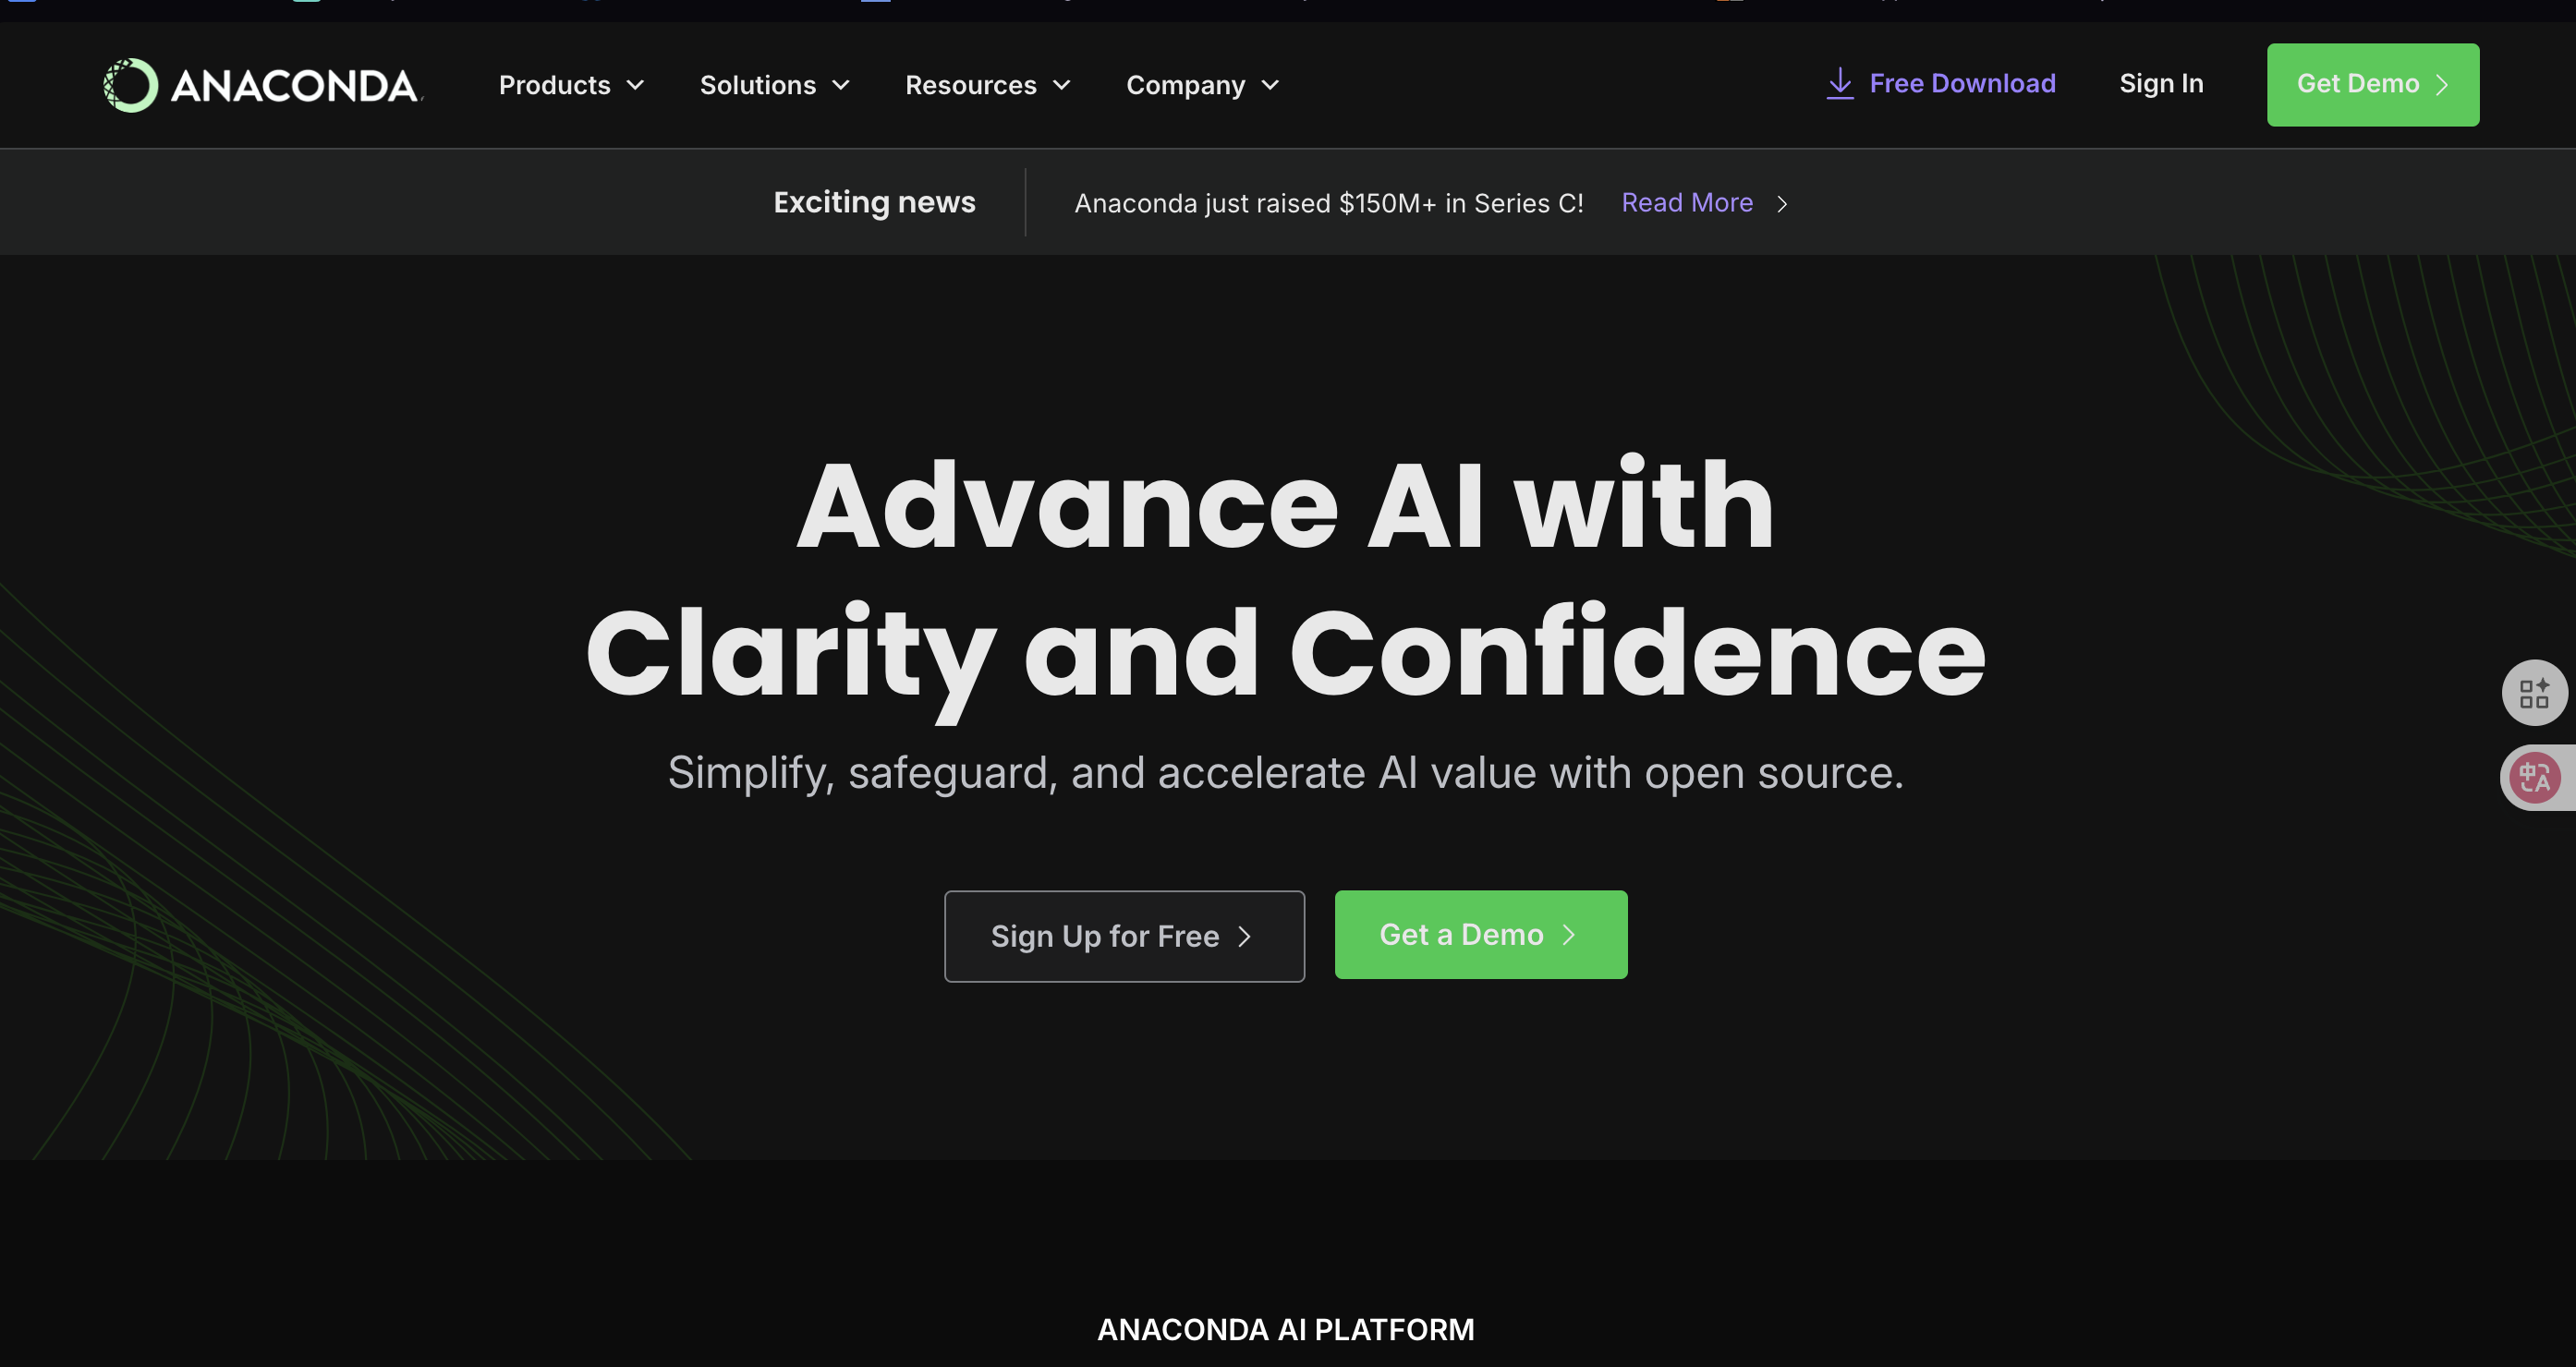 ANACONDA.
Products Solutions Resources Company Free Download Sign In Get Demo
Exciting news Anaconda just raised $150M+ in Series C! Read More
Advance AI with
Clarity and Confidence
Simplify, safeguard, and accelerate AI value with open source.
Sign Up for Free Get a Demo
中A
ANACONDA AI PLATFORM